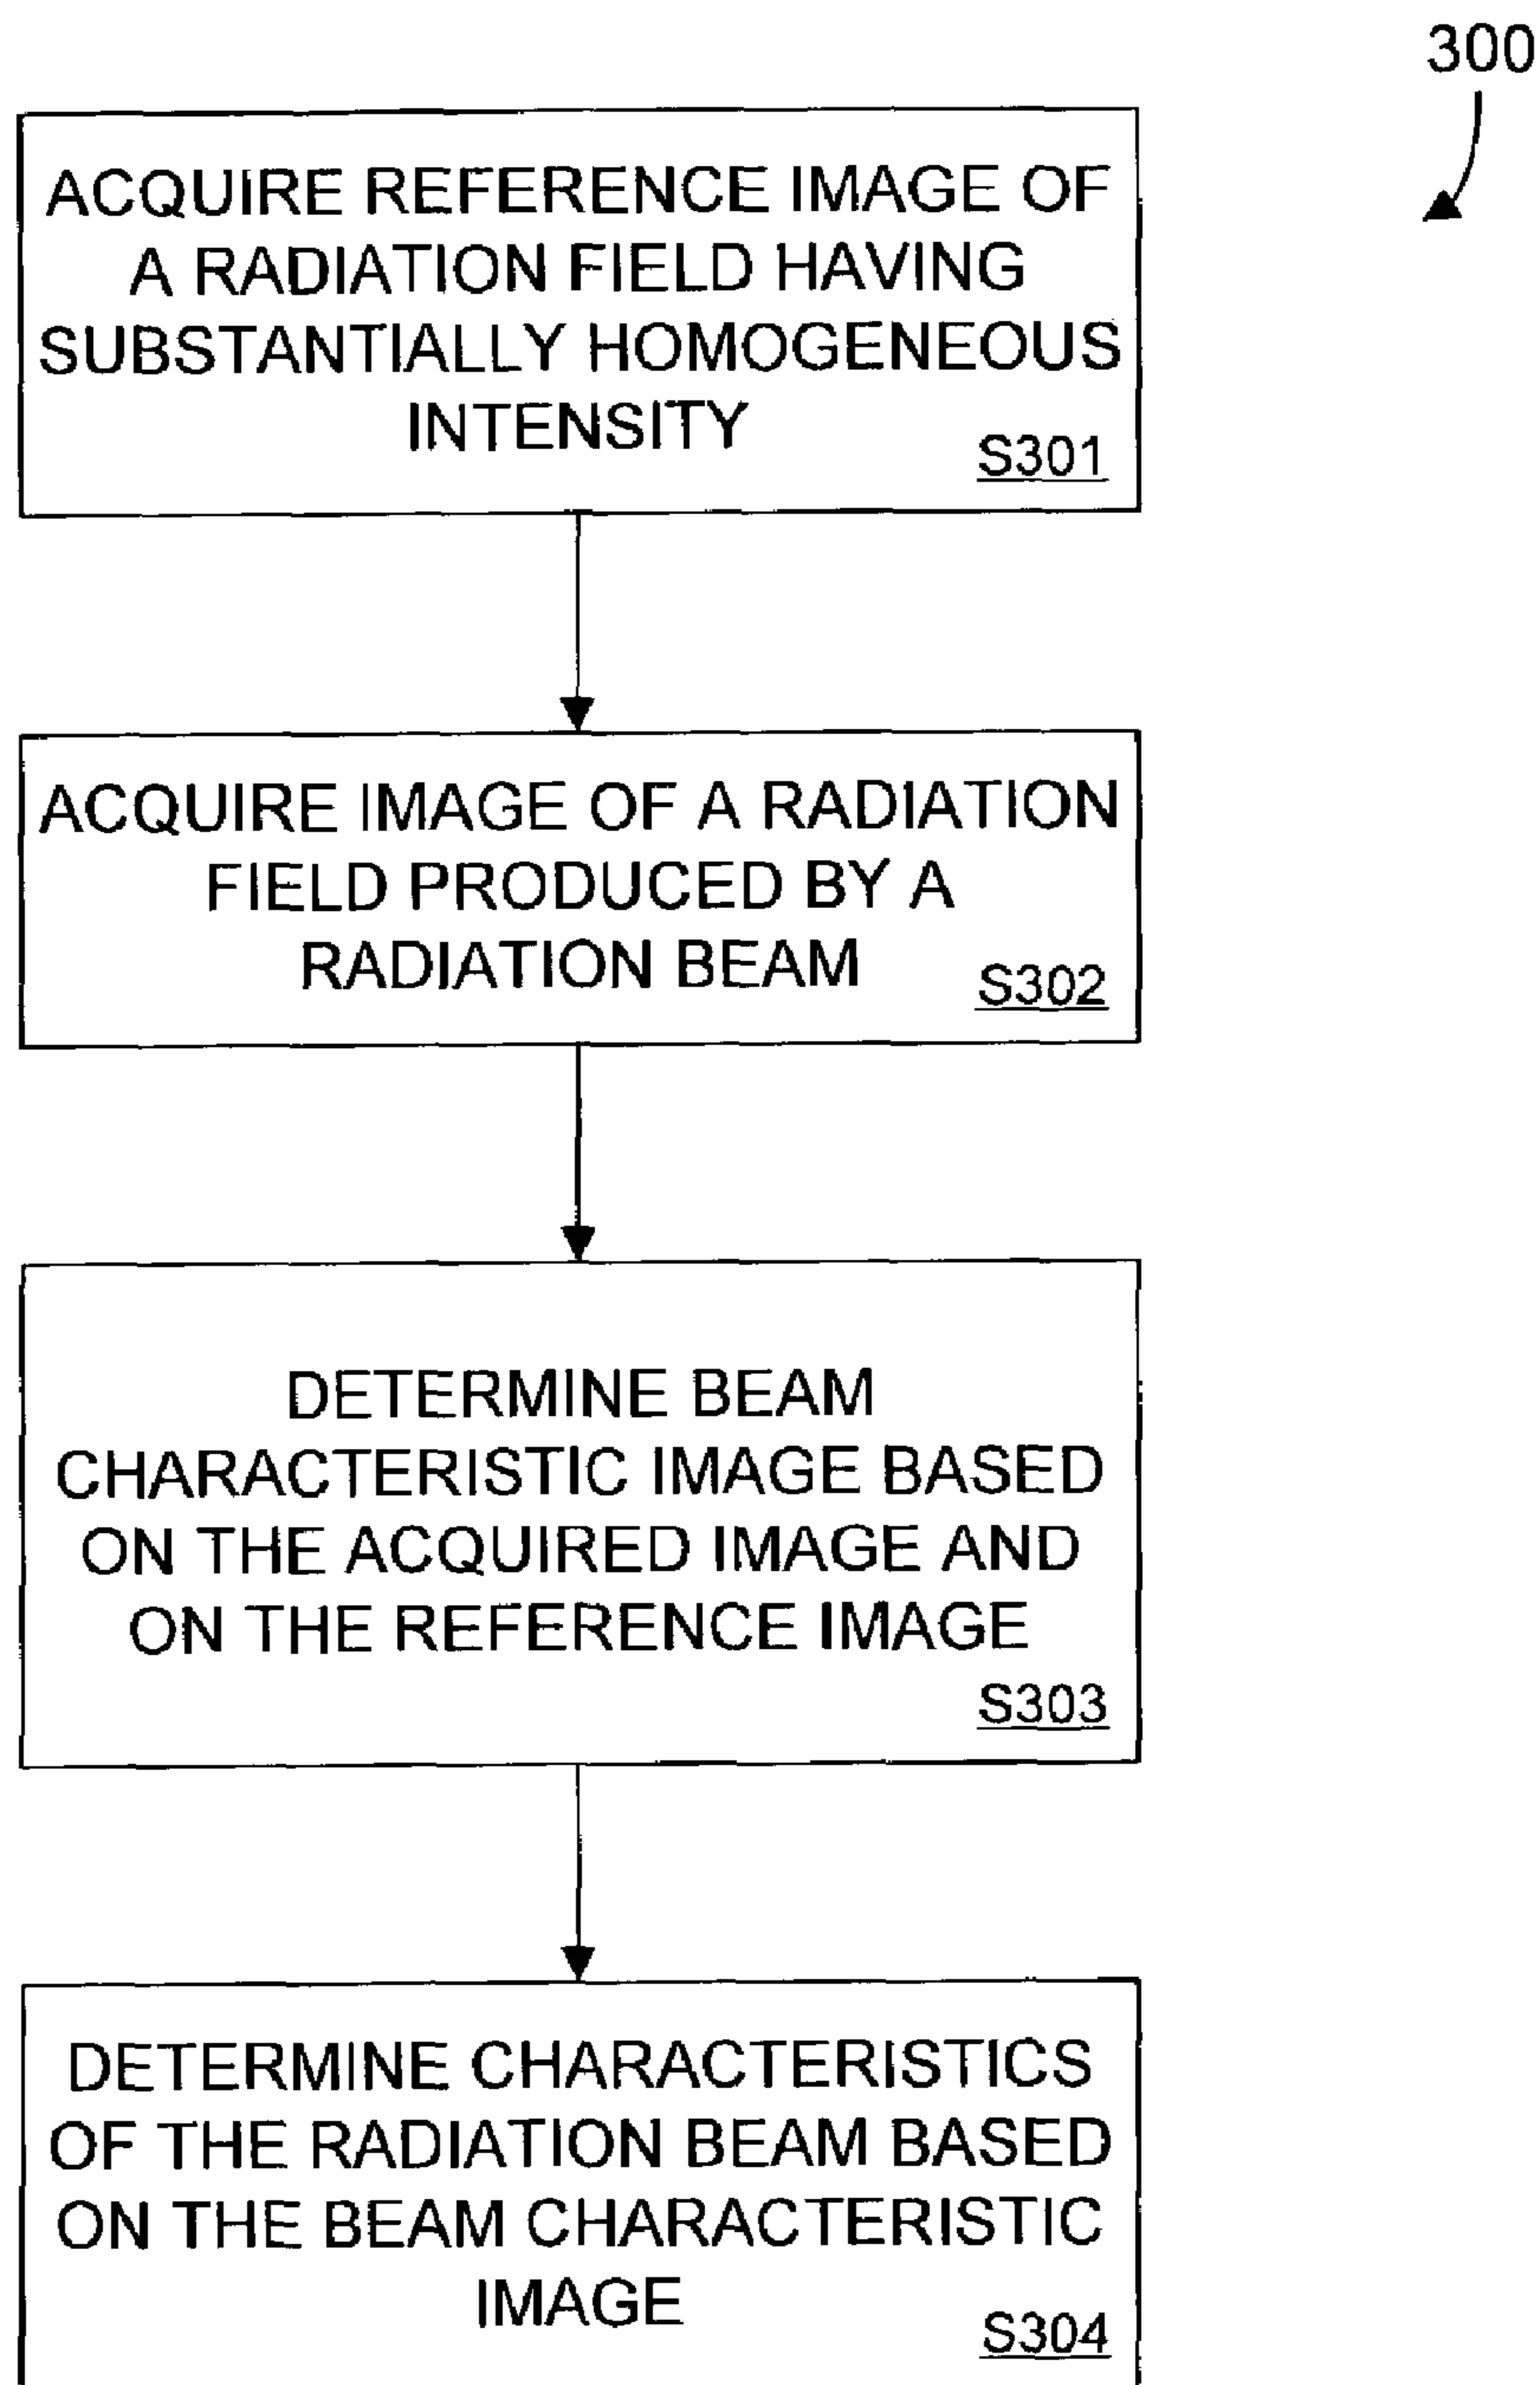 300
ACQUIRE REFERENCE IMAGE OF
A RADIATION FIELD HAVING
SUBSTANTIALLY HOMOGENEOUS
INTENSITY
S301
ACQUIRE IMAGE OF A RADIATION
FIELD PRODUCED BY A
RADIATION BEAM
S302
DETERMINE BEAM
CHARACTERISTIC IMAGE BASED
ON THE ACQUIRED IMAGE AND
ON THE REFERENCE IMAGE
S303
DETERMINE CHARACTERISTICS
OF THE RADIATION BEAM BASED
ON THE BEAM CHARACTERISTIC
IMAGE
S304